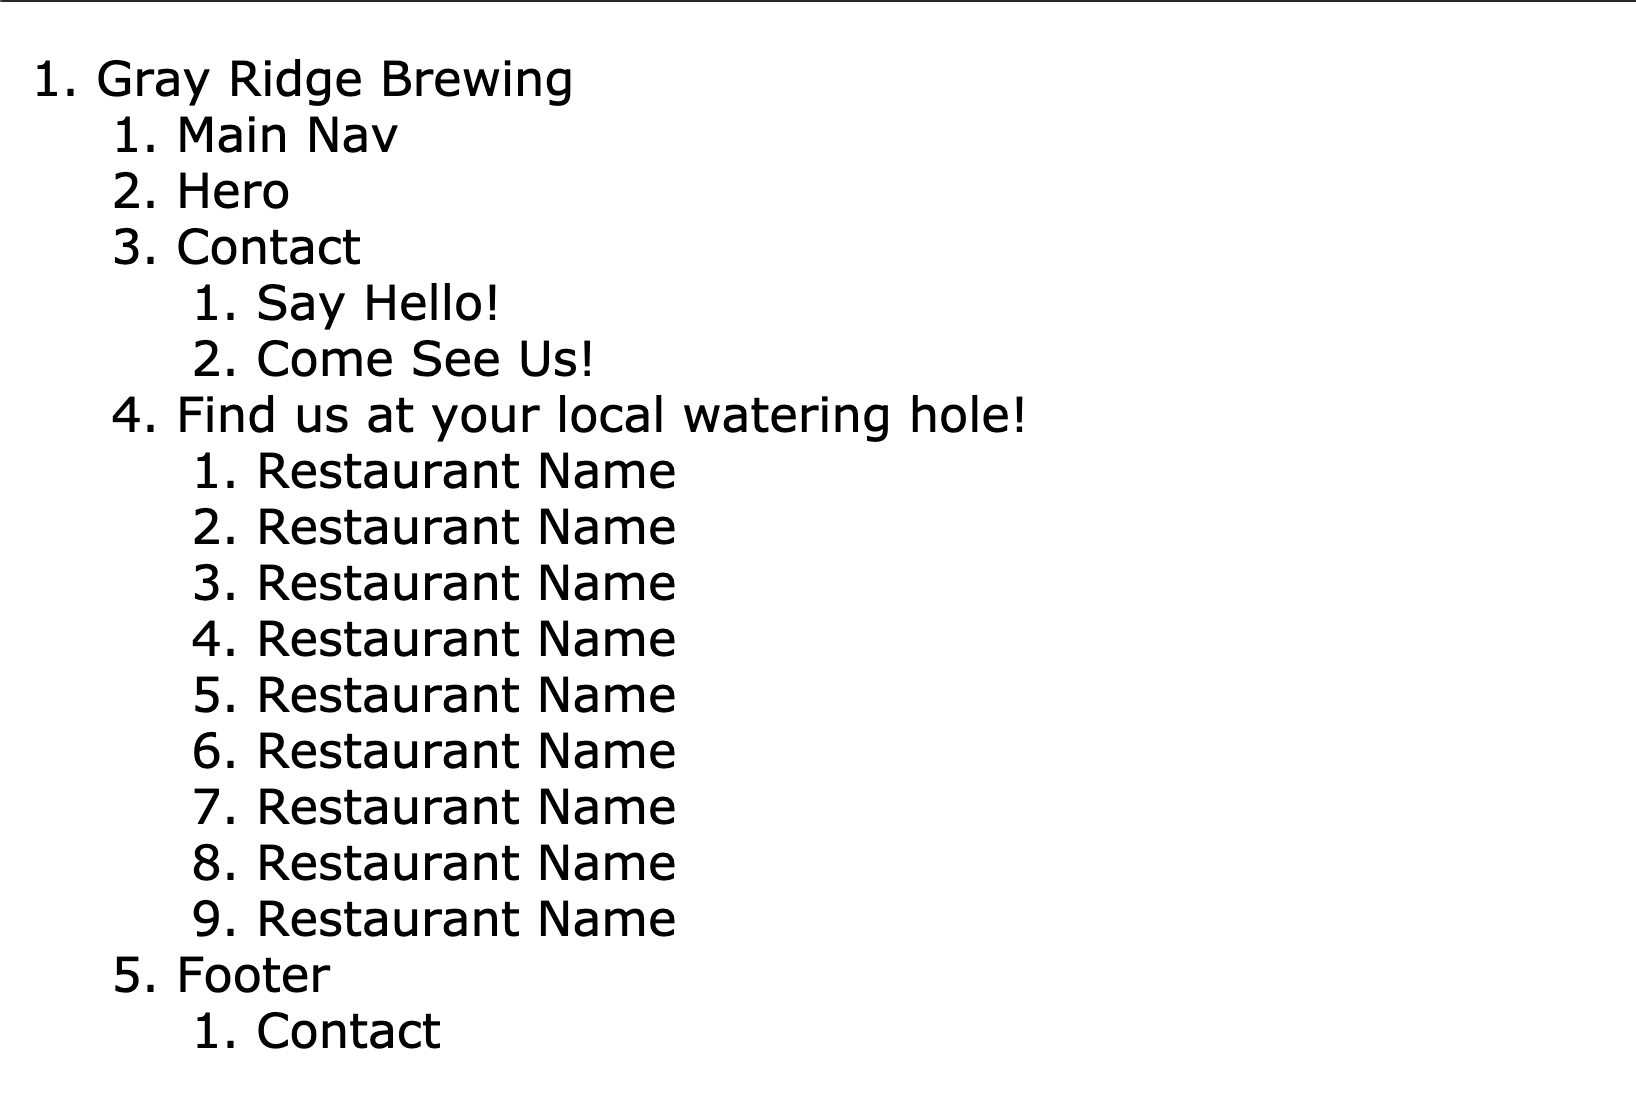 1. Gray Ridge Brewing
1. Main Nav
2. Hero
3. Contact
1. Say Hello!
2. Come See Us!
4. Find us at your local watering hole!
1. Restaurant Name
2. Restaurant Name
3. Restaurant Name
4. Restaurant Name
5. Restaurant Name
6. Restaurant Name
7. Restaurant Name
8. Restaurant Name
9. Restaurant Name
5. Footer
1. Contact